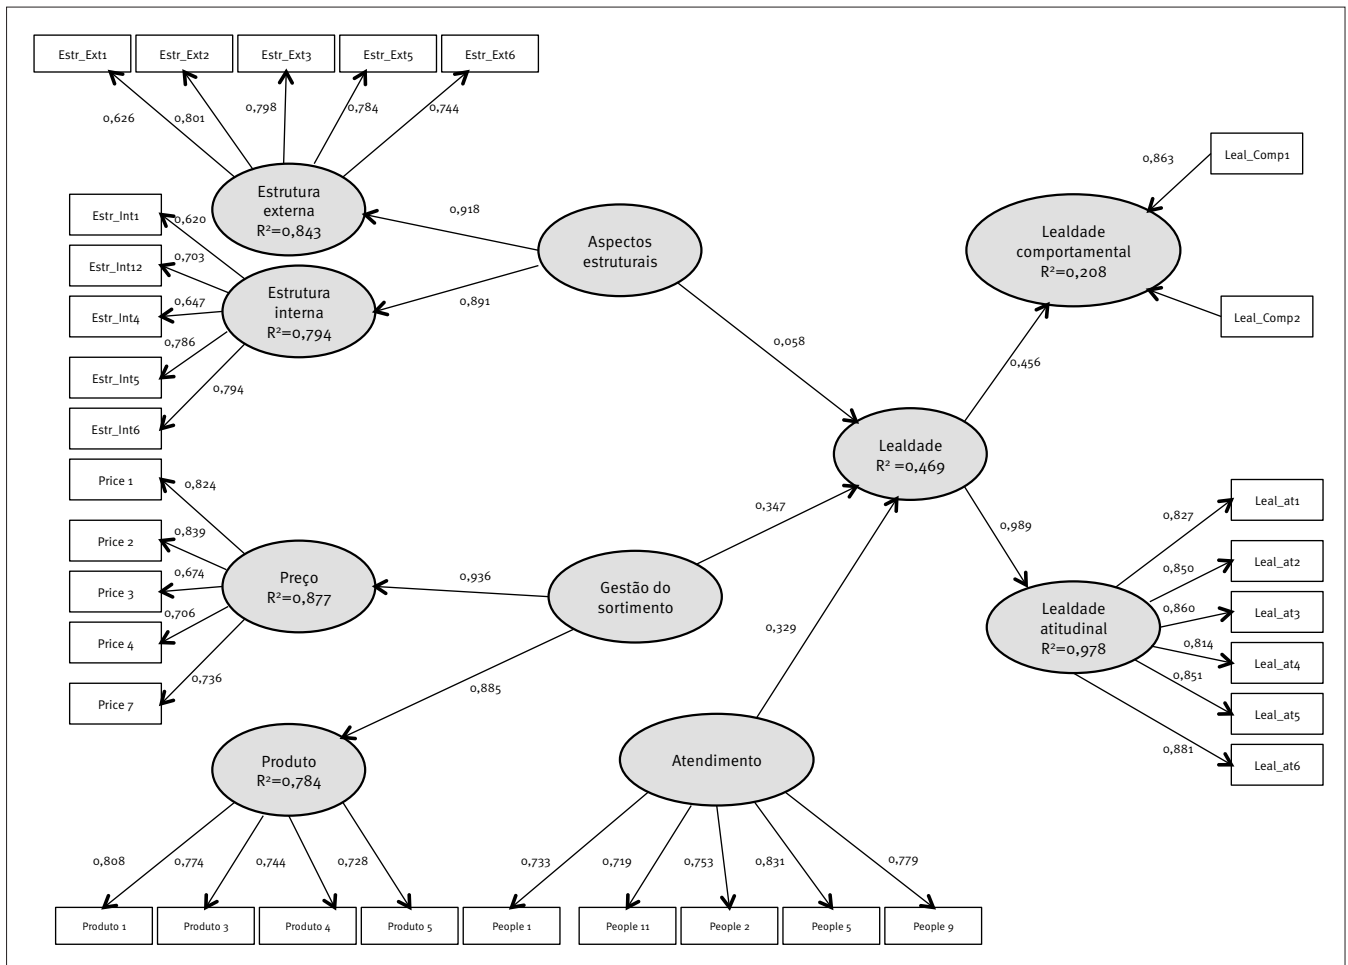 Estr_Ext1
Estr_Ext2
Estr_Ext3
Estr_Ext5
Estr_Ext6
0,626
0,801
0,798
0,784
0,744
Estrutura
externa
R²=0,843
Estr_Int1
Estr_Int12
Estr_Int4
Estr_Int5
Estr_Int6
0,620
0,703
0,647
0,786
0,794
Estrutura
interna
R²=0,794
0,918
0,891
Aspectos
estruturais
0,058
Leal_Comp1
0,863
Lealdade
comportamental
R²=0,208
Leal_Comp2
0,456
Lealdade
R² =0,469
0,347
0,989
0,329
Price 1
Price 2
Price 3
Price 4
Price 7
0,824
0,839
0,674
0,706
0,736
Preço
R²=0,877
0,936
Gestão do
sortimento
0,885
Lealdade
atitudinal
R²=0,978
0,827
0,850
0,860
0,814
0,851
0,881
Leal_at1
Leal_at2
Leal_at3
Leal_at4
Leal_at5
Leal_at6
Produto
R²=0,784
0,808
0,774
0,744
0,728
Produto 1
Produto 3
Produto 4
Produto 5
Atendimento
0,733
0,719
0,753
0,831
0,779
People 1
People 11
People 2
People 5
People 9